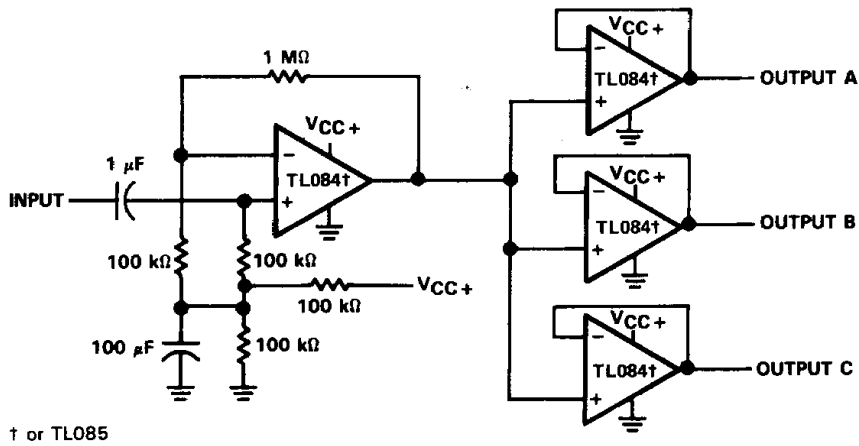 1 MΩ
VCC+
TL084†
−
+
1 µF
INPUT
100 kΩ
100 kΩ
100 kΩ
VCC+
100 µF
100 kΩ
VCC+
−
TL084†
+
OUTPUT A
VCC+
−
TL084†
+
OUTPUT B
VCC+
−
TL084†
+
OUTPUT C
† or TL085